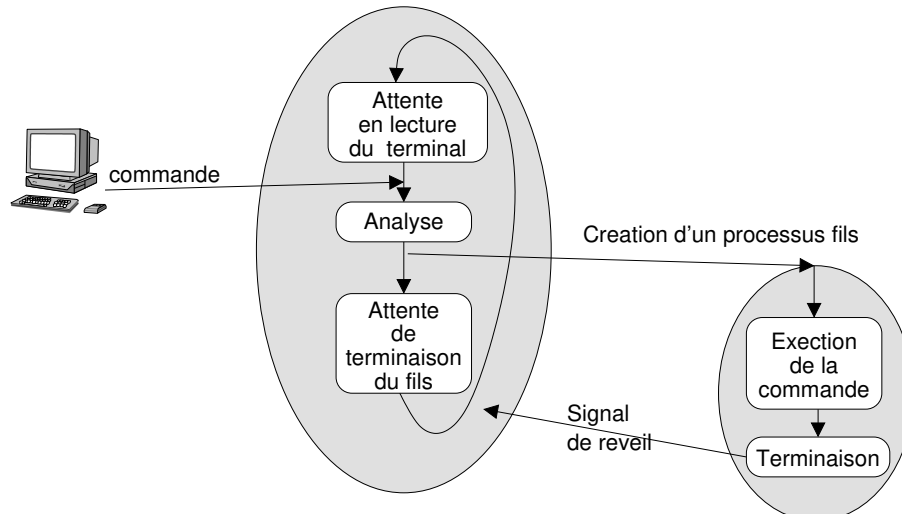 Attente
en lecture
du terminal
commande
Analyse
Creation d'un processus fils
Attente
de
terminaison
du fils
Exection
de la
commande
Signal
de reveil
Terminaison